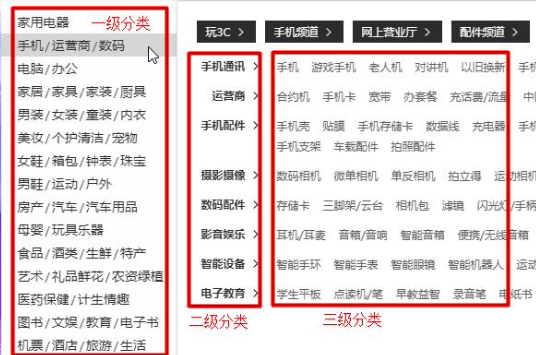 家用电器
一级分类
手机/运营商/数码
电脑/办公
家居/家具/家装/厨具
男装/女装/童装/内衣
美妆/个护清洁/宠物
女鞋/箱包/钟表/珠宝
男鞋/运动/户外
房产/汽车/汽车用品
母婴/玩具乐器
食品/酒类/生鲜/特产
艺术/礼品鲜花/农资绿植
医药保健/计生情趣
图书/文娱/教育/电子书
机票/酒店/旅游/生活
玩3C > 手机频道 > 网上营业厅 > 配件频道 >
手机通讯 > 手机 游戏手机 老人机 对讲机 以旧换新 手机
运营商 > 合约机 手机卡 宽带 办套餐 充话费/流量 中
手机配件 > 手机壳 贴膜 手机存储卡 数据线 充电器 手机
手机支架 车载配件 拍照配件
摄影摄像 > 数码相机 微单相机 单反相机 拍立得 运动相机
数码配件 > 存储卡 三脚架/云台 相机包 滤镜 闪光灯/手柄
影音娱乐 > 耳机/耳麦 音箱/音响 智能音箱 便携/无线音箱
智能设备 > 智能手环 智能手表 智能眼镜 智能机器人 运动
电子教育 > 学生平板 点读机/笔 早教益智 录音笔 电纸书
二级分类
三级分类